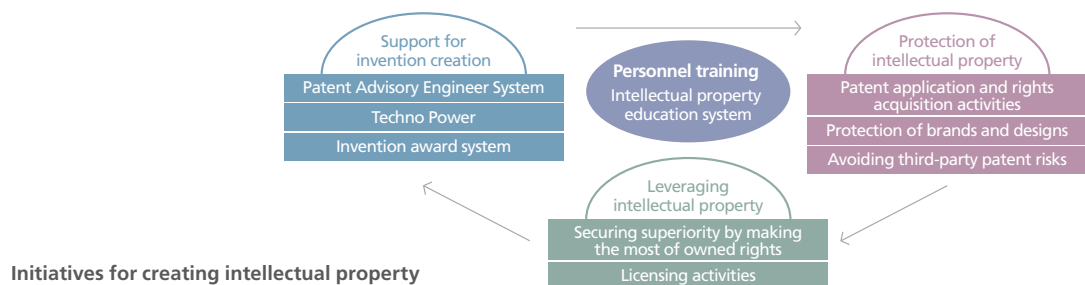 Support for
invention creation
Patent Advisory Engineer System
Techno Power
Invention award system
Personnel training
Intellectual property
education system
Protection of
intellectual property
Patent application and rights
acquisition activities
Protection of brands and designs
Avoiding third-party patent risks
Leveraging
intellectual property
Securing superiority by making
the most of owned rights
Licensing activities
Initiatives for creating intellectual property